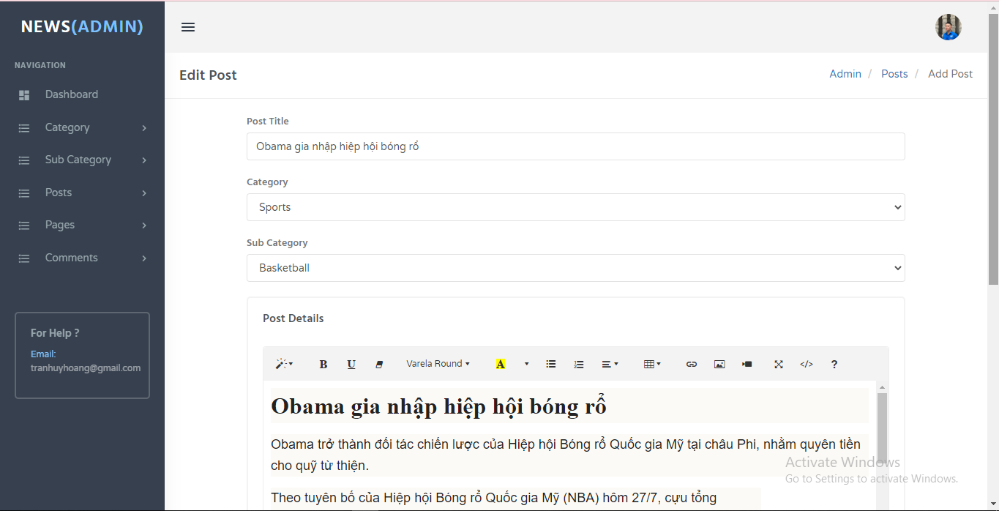 NEWS(ADMIN)
NAVIGATION
Dashboard
Category
Sub Category
Posts
Pages
Comments
For Help ?
Email:
tranhuyhoang@gmail.com
Edit Post
Admin / Posts / Add Post
Post Title
Obama gia nhập hiệp hội bóng rổ
Category
Sports
Sub Category
Basketball
Post Details
B U Varela Round A </> ?
Obama gia nhập hiệp hội bóng rổ
Obama trở thành đối tác chiến lược của Hiệp hội Bóng rổ Quốc gia Mỹ tại châu Phi, nhằm quyên tiền
cho quỹ từ thiện.
Theo tuyên bố của Hiệp hội Bóng rổ Quốc gia Mỹ (NBA) hôm 27/7, cựu tổng
Activate Windows
Go to Settings to activate Windows.